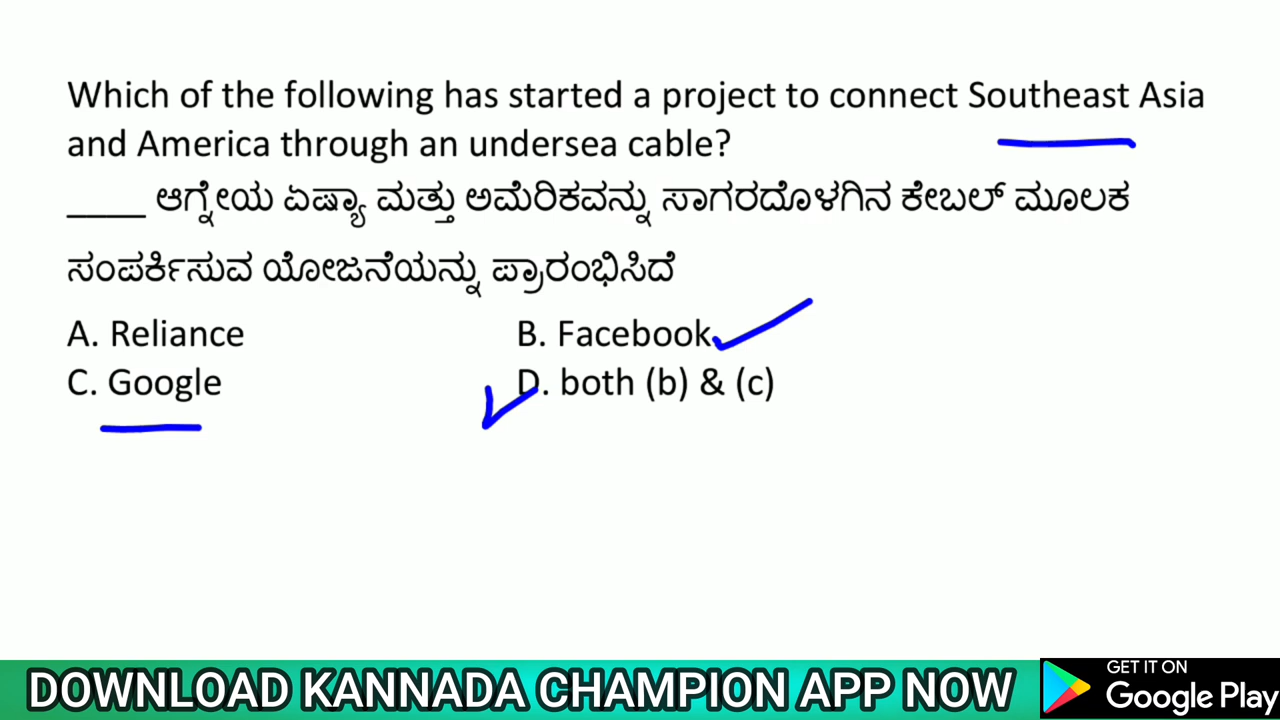 Which of the following has started a project to connect Southeast Asia
and America through an undersea cable?
____ ಆಗ್ನೇಯ ಏಷ್ಯಾ ಮತ್ತು ಅಮೆರಿಕವನ್ನು ಸಾಗರದೊಳಗಿನ ಕೇಬಲ್ ಮೂಲಕ
ಸಂಪರ್ಕಿಸುವ ಯೋಜನೆಯನ್ನು ಪ್ರಾರಂಭಿಸಿದೆ
A. Reliance B. Facebook
C. Google D. both (b) & (c)
DOWNLOAD KANNADA CHAMPION APP NOW
GET IT ON
Google Play